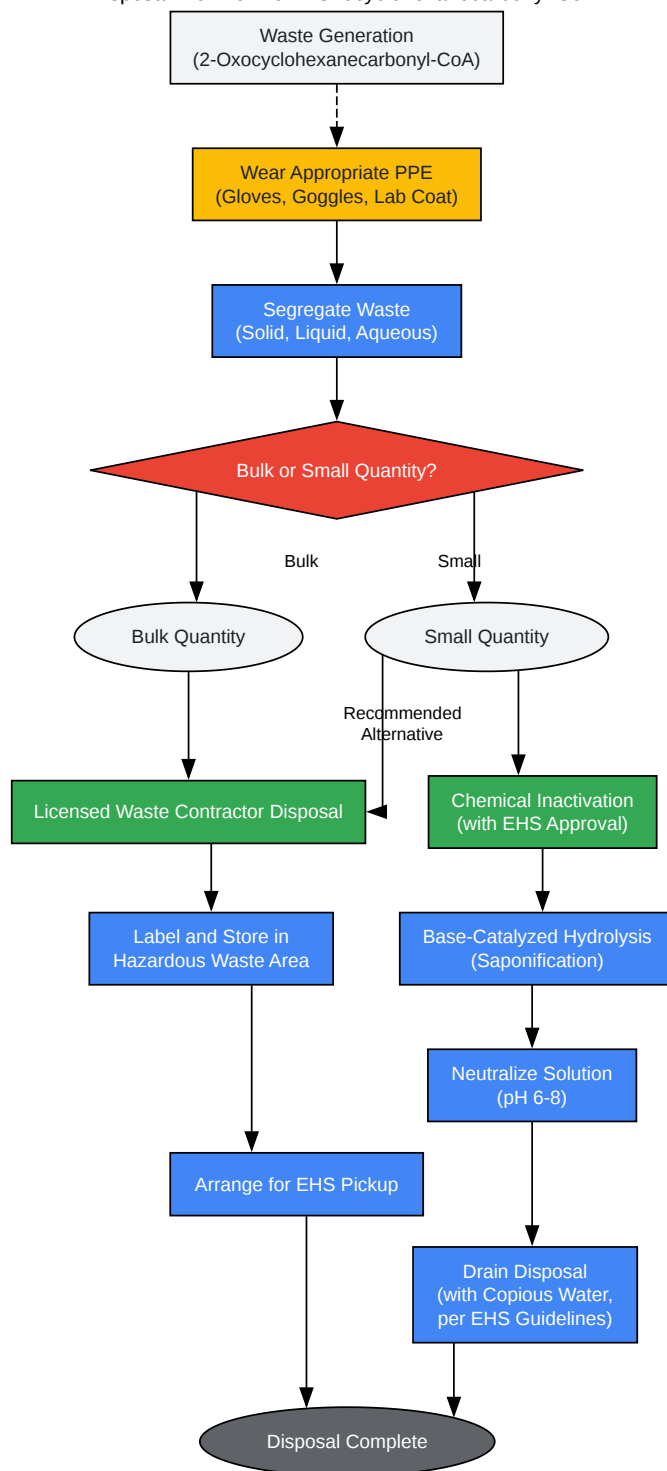 Waste Generation
(2-Oxocyclohexanecarbonyl-CoA)
Wear Appropriate PPE
(Gloves, Goggles, Lab Coat)
Segregate Waste
(Solid, Liquid, Aqueous)
Bulk or Small Quantity?
Bulk
Small
Bulk Quantity
Small Quantity
Recommended
Alternative
Licensed Waste Contractor Disposal
Chemical Inactivation
(with EHS Approval)
Label and Store in
Hazardous Waste Area
Base-Catalyzed Hydrolysis
(Saponification)
Neutralize Solution
(pH 6-8)
Arrange for EHS Pickup
Drain Disposal
(with Copious Water,
per EHS Guidelines)
Disposal Complete